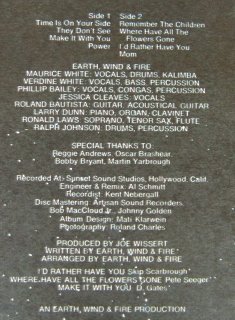 Side 1 Side 2
Time Is On Your Side Remember The Children
They Don't See Where Have All The
Make It With You Flowers Gone
Power I'd Rather Have You
Mom
EARTH, WIND & FIRE
MAURICE WHITE: VOCALS, DRUMS, KALIMBA
VERDINE WHITE: VOCALS, BASS, PERCUSSION
PHILLIP BAILEY: VOCALS, CONGAS, PERCUSSION
JESSICA CLEAVES: VOCALS
ROLAND BAUTISTA: GUITAR, ACOUSTICAL GUITAR
LARRY DUNN: PIANO, ORGAN, CLAVINET
RONALD LAWS: SOPRANO, TENOR SAX, FLUTE
RALPH JOHNSON: DRUMS, PERCUSSION
SPECIAL THANKS TO:
Reggie Andrews, Oscar Brashear
Bobby Bryant, Martin Yarbrough
Recorded At: Sunset Sound Studios, Hollywood, Calif.
Engineer & Remix: Al Schmitt
Recordist: Kent Nebergall
Disc Mastering: Artisan Sound Recorders
Bob MacCloud Jr., Johnny Golden
Album Design: Mati Klarwein
Photography: Roland Charles
PRODUCED BY JOE WISSERT
WRITTEN BY EARTH, WIND & FIRE
ARRANGED BY EARTH, WIND & FIRE
I'D RATHER HAVE YOU Skip Scarbrough
WHERE HAVE ALL THE FLOWERS GONE Pete Seeger
MAKE IT WITH YOU D. Gates
AN EARTH, WIND & FIRE PRODUCTION